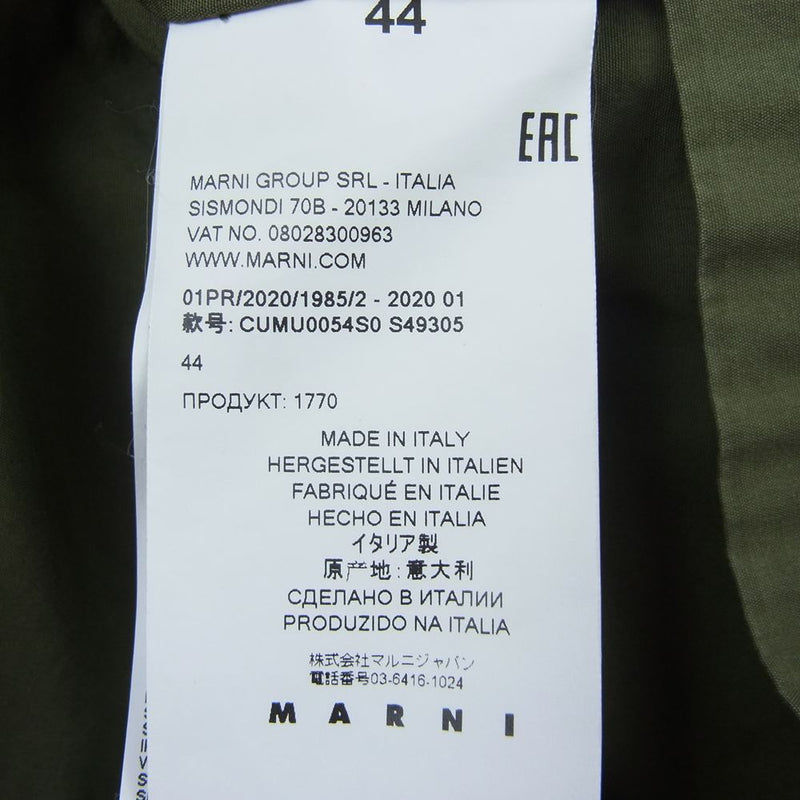 44
EAC
MARNI GROUP SRL - ITALIA
SISMONDI 70B - 20133 MILANO
VAT NO. 08028300963
WWW.MARNI.COM
01PR/2020/1985/2 - 2020 01
款号: CUMU0054S0 S49305
44
ПРОДУКТ: 1770
MADE IN ITALY
HERGESTELLT IN ITALIEN
FABRIQUÉ EN ITALIE
HECHO EN ITALIA
イタリア製
原产地:意大利
СДЕЛАНО В ИТАЛИИ
PRODUZIDO NA ITALIA
株式会社マルニジャパン
電話番号03-6416-1024
MARNI